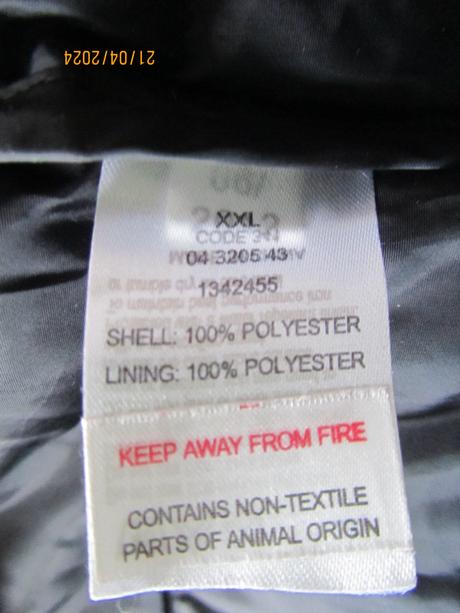 21/04/2024
XXL
04 3205 43
1342455
SHELL: 100% POLYESTER
LINING: 100% POLYESTER
KEEP AWAY FROM FIRE
CONTAINS NON-TEXTILE
PARTS OF ANIMAL ORIGIN